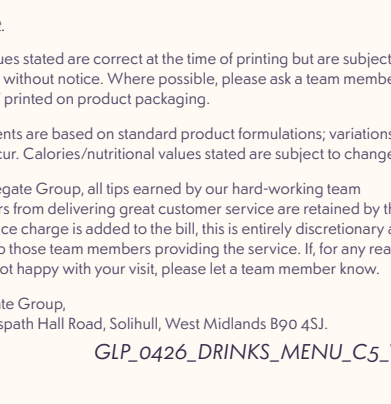 ues stated are correct at the time of printing but are subject
without notice. Where possible, please ask a team membe
printed on product packaging.
ents are based on standard product formulations; variations
cur. Calories/nutritional values stated are subject to change
egate Group, all tips earned by our hard-working team
rs from delivering great customer service are retained by th
ce charge is added to the bill, this is entirely discretionary a
o those team members providing the service. If, for any rea
ot happy with your visit, please let a team member know.
te Group,
spath Hall Road, Solihull, West Midlands B90 4SJ.
GLP_0426_DRINKS_MENU_C5_